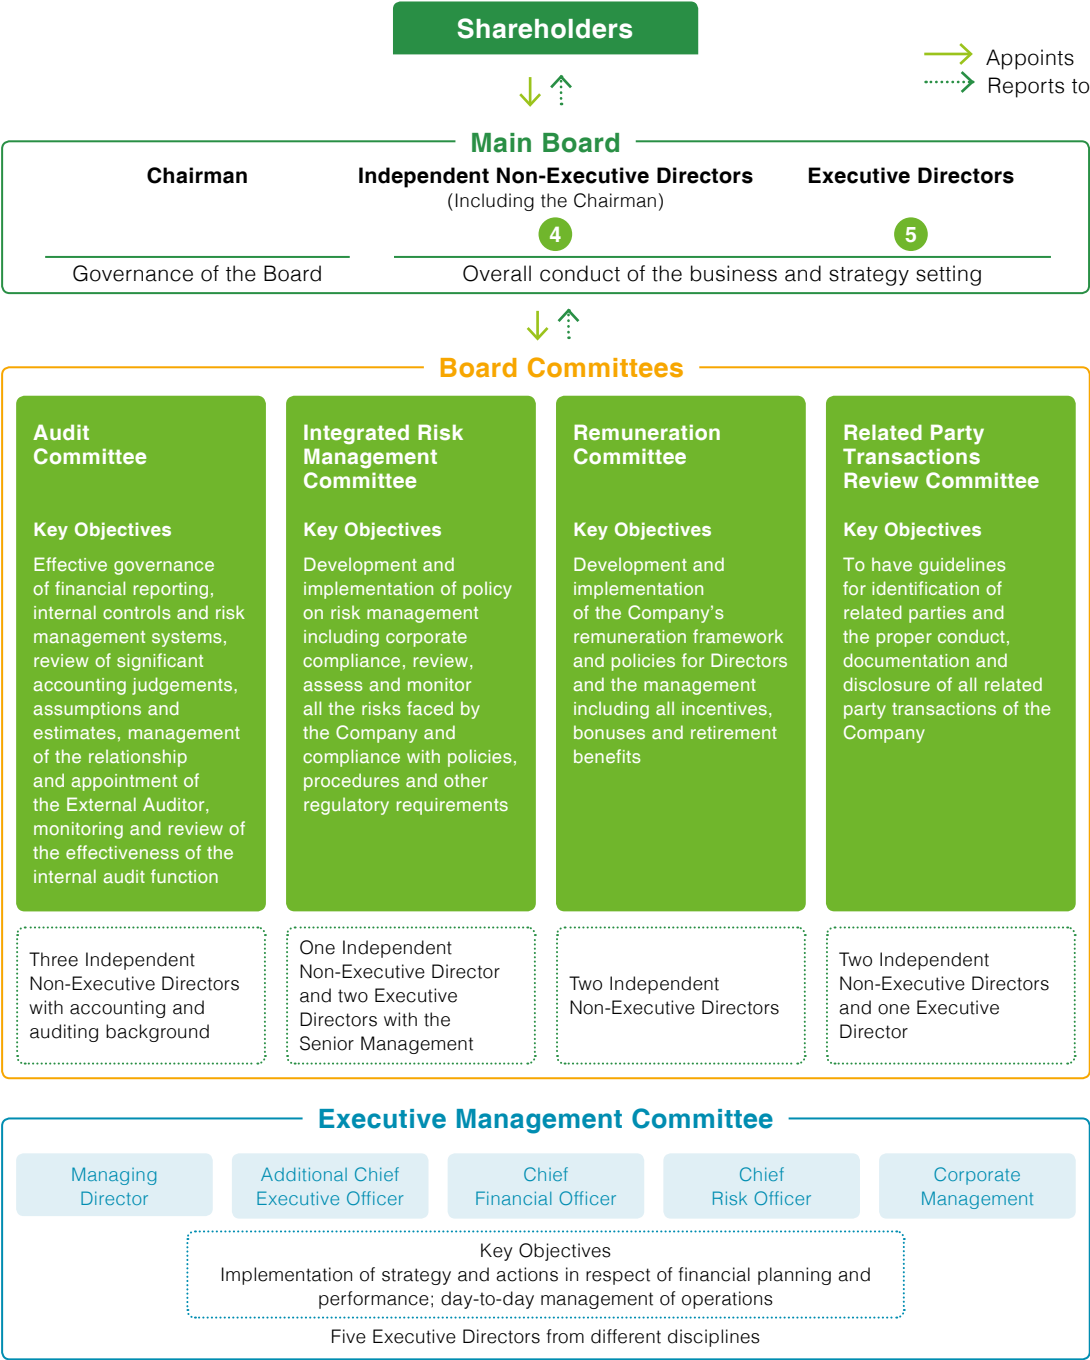 Shareholders
Appoints
Reports to
Main Board
Chairman
Independent Non-Executive Directors
(Including the Chairman)
4
Executive Directors
5
Governance of the Board
Overall conduct of the business and strategy setting
Board Committees
Audit
Committee
Key Objectives
Effective governance
of financial reporting,
internal controls and risk
management systems,
review of significant
accounting judgements,
assumptions and
estimates, management
of the relationship
and appointment of
the External Auditor,
monitoring and review of
the effectiveness of the
internal audit function
Three Independent
Non-Executive Directors
with accounting and
auditing background
Integrated Risk
Management
Committee
Key Objectives
Development and
implementation of policy
on risk management
including corporate
compliance, review,
assess and monitor
all the risks faced by
the Company and
compliance with policies,
procedures and other
regulatory requirements
One Independent
Non-Executive Director
and two Executive
Directors with the
Senior Management
Remuneration
Committee
Key Objectives
Development and
implementation
of the Company’s
remuneration framework
and policies for Directors
and the management
including all incentives,
bonuses and retirement
benefits
Two Independent
Non-Executive Directors
Related Party
Transactions
Review Committee
Key Objectives
To have guidelines
for identification of
related parties and
the proper conduct,
documentation and
disclosure of all related
party transactions of the
Company
Two Independent
Non-Executive Directors
and one Executive
Director
Executive Management Committee
Managing
Director
Additional Chief
Executive Officer
Chief
Financial Officer
Chief
Risk Officer
Corporate
Management
Key Objectives
Implementation of strategy and actions in respect of financial planning and
performance; day-to-day management of operations
Five Executive Directors from different disciplines